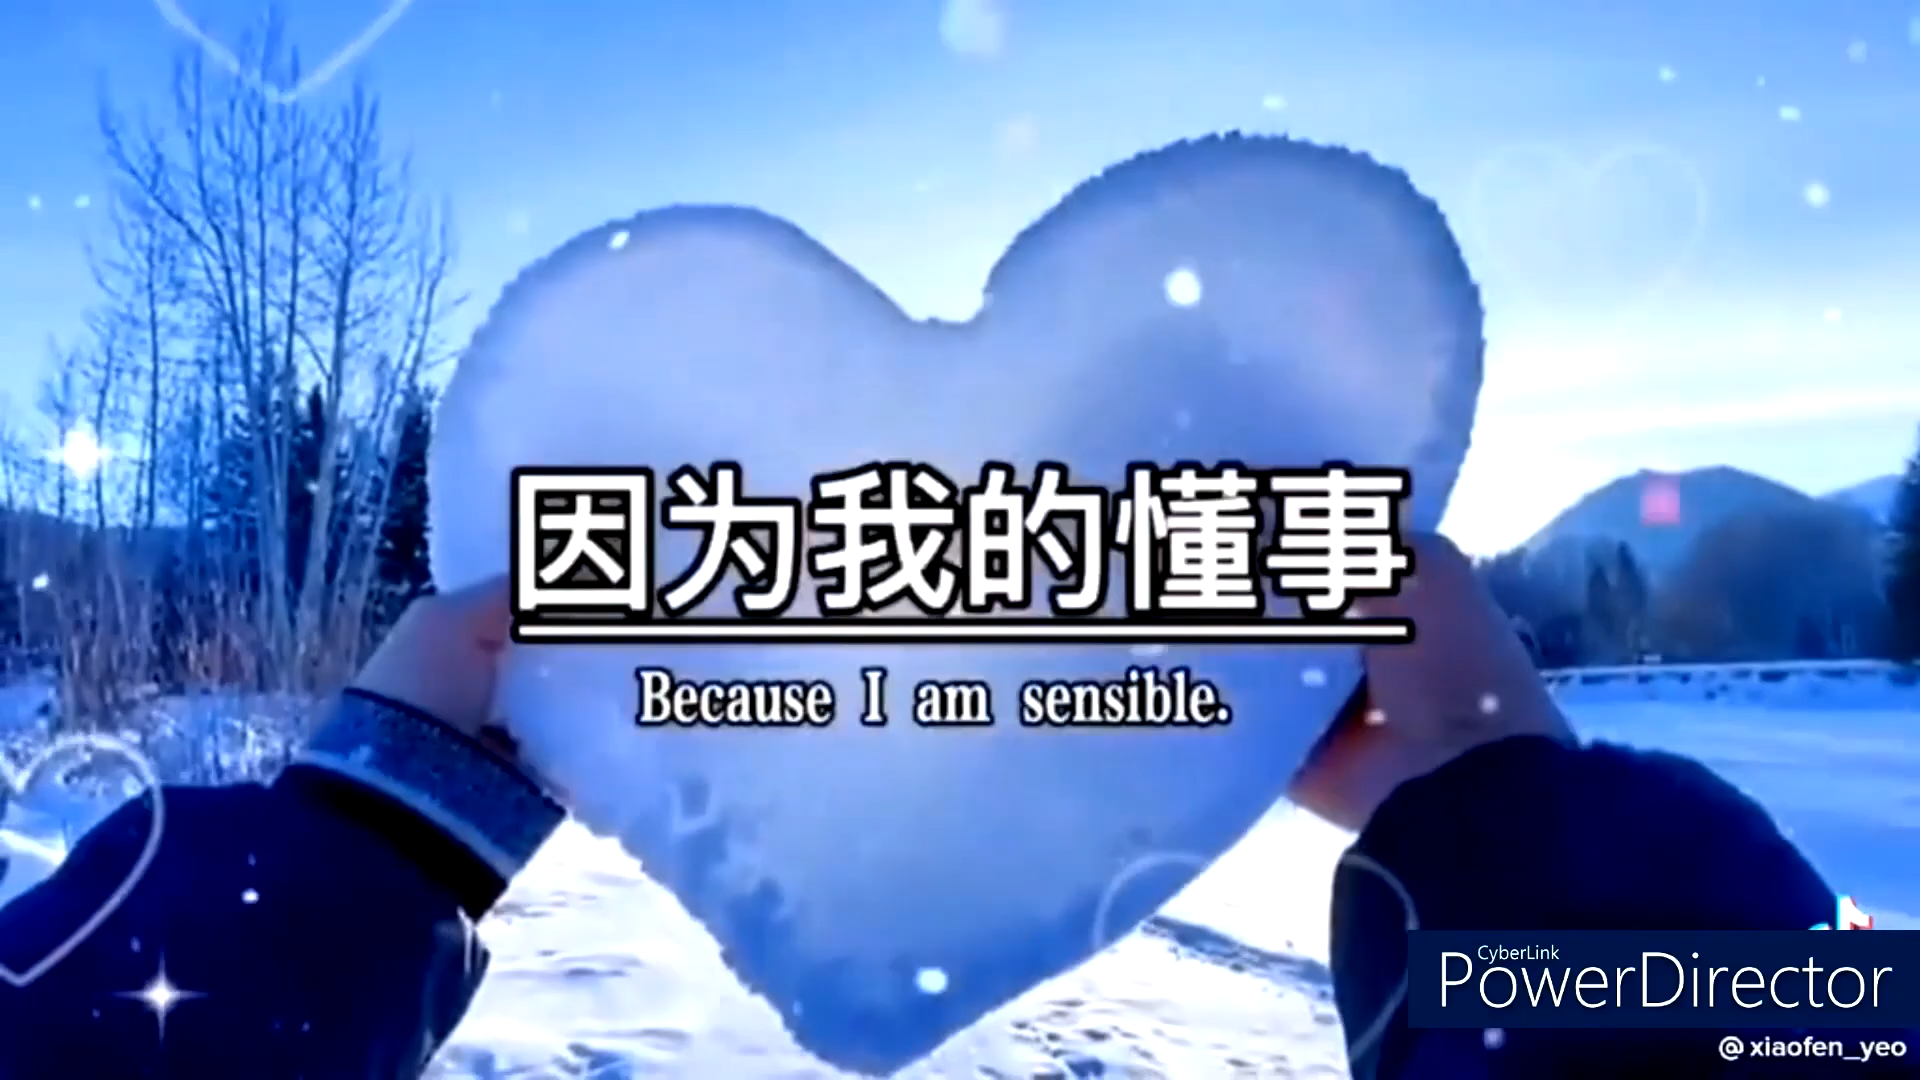 因为我的懂事
Because I am sensible.
CyberLink
PowerDirector
@xiaofen_yeo